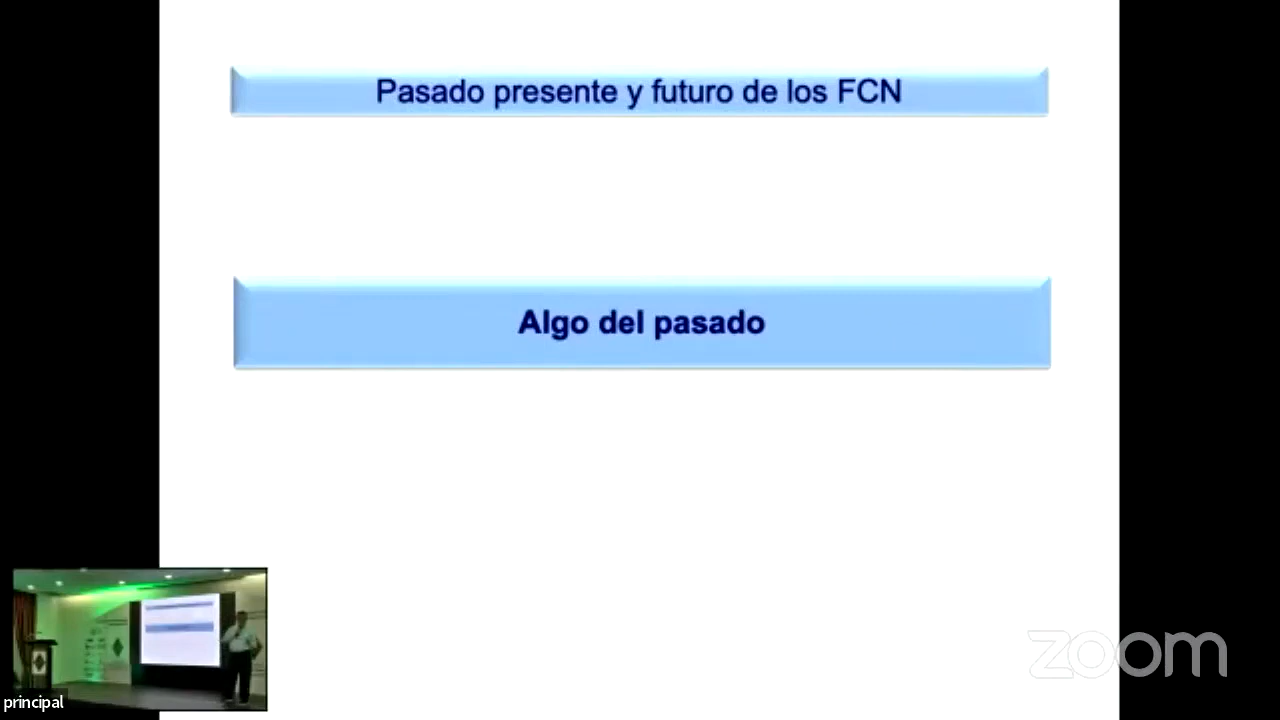 Pasado presente y futuro de los FCN
Algo del pasado
principal
zoom